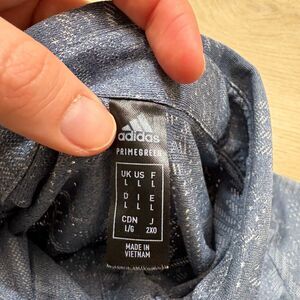 adidas
PRIMEGREEN
UK US F
L L L
D I E
L L L
CDN J
L/G 2XO
MADE IN
VIETNAM